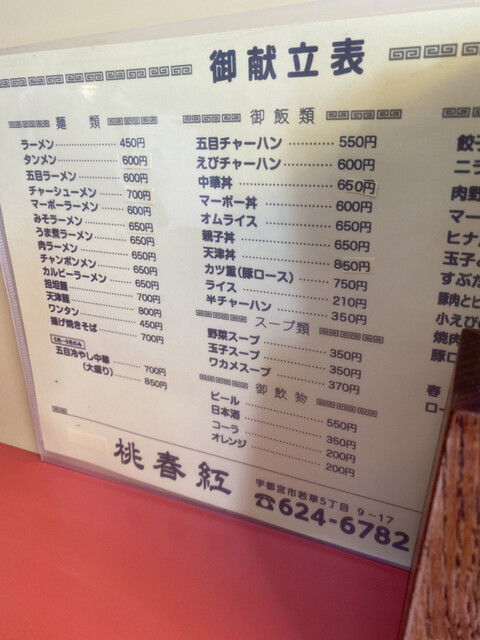 御献立表
麺類
ラーメン 450円
タンメン 600円
五目ラーメン 600円
チャーシューメン 700円
マーボーラーメン 600円
みそラーメン 650円
うま煮ラーメン 650円
肉ラーメン 650円
チャンポンメン 650円
カルビーラーメン 650円
担担麺 700円
天津麺 800円
ワンタン 450円
揚げ焼きそば 700円
五目冷やし中華 700円
(大盛り) 850円
御飯類
五目チャーハン 550円
えびチャーハン 600円
中華丼 650円
マーボー丼 600円
オムライス 650円
親子丼 650円
天津丼 850円
カツ重(豚ロース) 750円
ライス 210円
半チャーハン 350円
スープ類
野菜スープ 350円
玉子スープ 350円
ワカメスープ 370円
御飲物
ビール 550円
日本酒 350円
コーラ 200円
オレンジ 200円
餃子
ニラ
肉野
マー
ヒナ
玉子と
すぶた
豚肉とピ
小えび
焼肉
豚ロ
春
ロー
桃春紅
宇都宮市若草5丁目9-17
☎624-6782